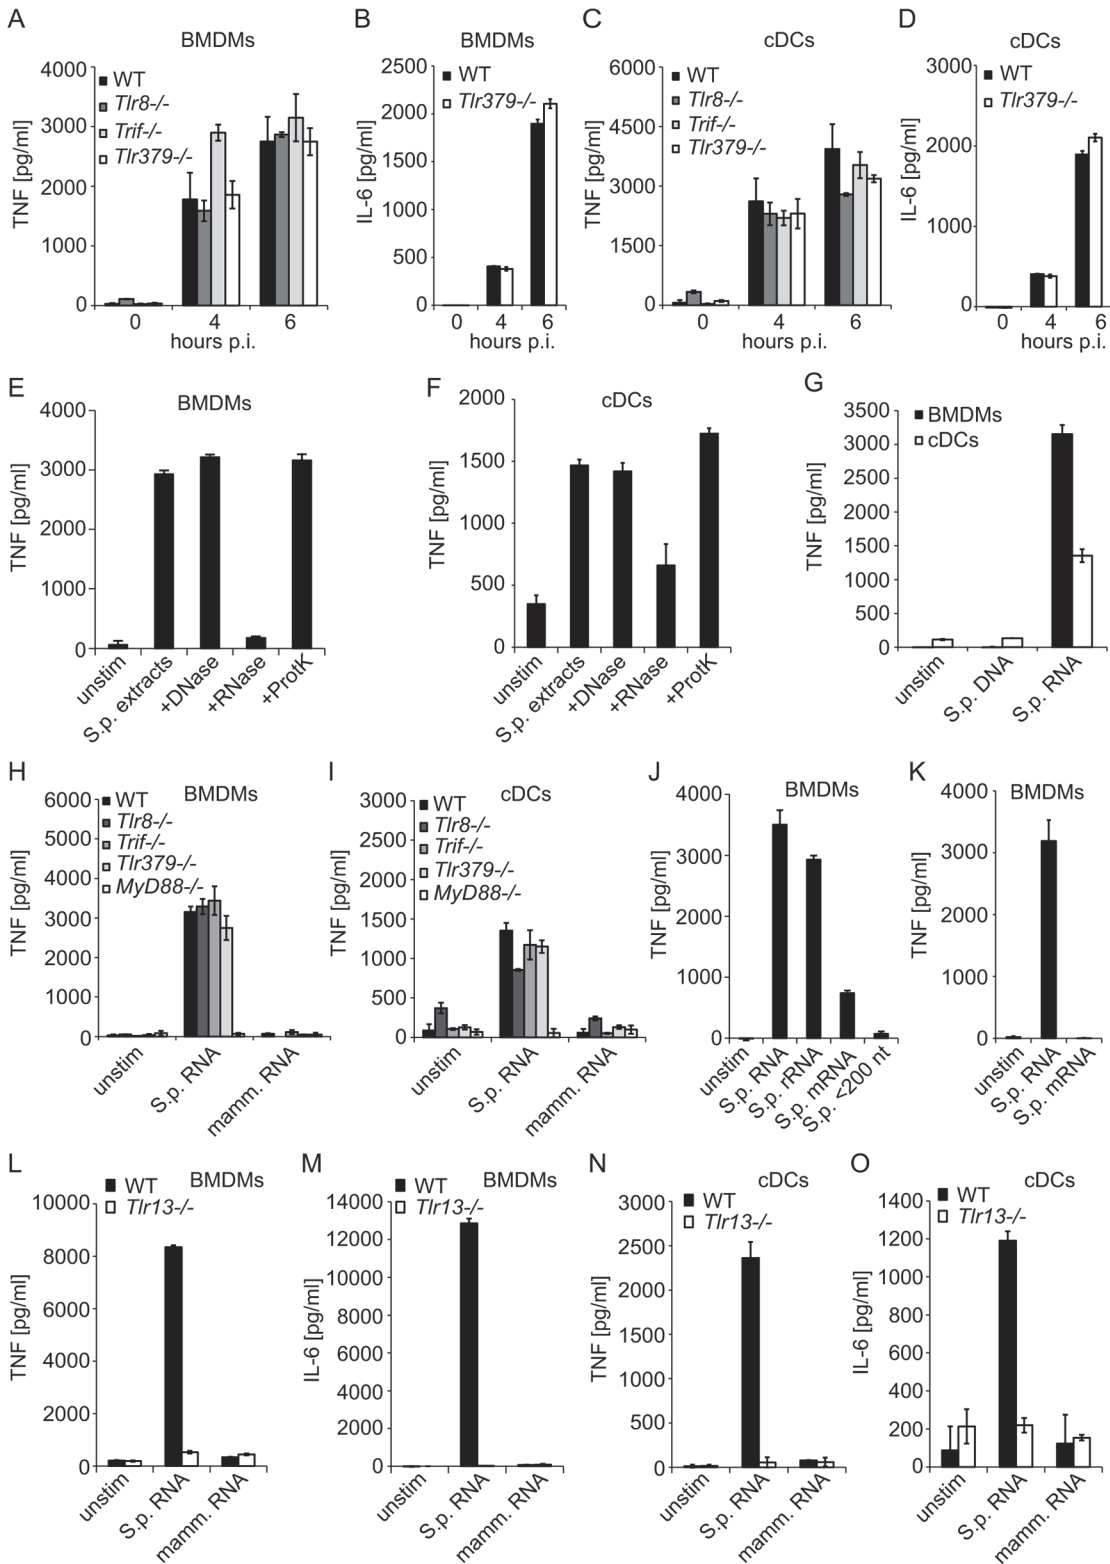 A
BMDMs
TNF [pg/ml]
4000
3000
2000
1000
0
WT
Tlr8-/-
Trif-/-
Tlr379-/-
0 4 6
hours p.i.
B
BMDMs
IL-6 [pg/ml]
2500
2000
1500
1000
500
0
WT
Tlr379-/-
0 4 6
hours p.i.
C
cDCs
TNF [pg/ml]
6000
4500
3000
1500
0
WT
Tlr8-/-
Trif-/-
Tlr379-/-
0 4 6
hours p.i.
D
cDCs
IL-6 [pg/ml]
3000
2000
1000
0
WT
Tlr379-/-
0 4 6
hours p.i.
E
BMDMs
TNF [pg/ml]
4000
3000
2000
1000
0
unstim
S.p. extracts
+DNase
+RNase
+ProtK
F
cDCs
TNF [pg/ml]
2000
1500
1000
500
0
unstim
S.p. extracts
+DNase
+RNase
+ProtK
G
TNF [pg/ml]
3500
3000
2500
2000
1500
1000
500
0
BMDMs
cDCs
unstim
S.p. DNA
S.p. RNA
H
BMDMs
TNF [pg/ml]
6000
5000
4000
3000
2000
1000
0
WT
Tlr8-/-
Trif-/-
Tlr379-/-
MyD88-/-
unstim
S.p. RNA
mamm. RNA
I
cDCs
TNF [pg/ml]
3000
2500
2000
1500
1000
500
0
WT
Tlr8-/-
Trif-/-
Tlr379-/-
MyD88-/-
unstim
S.p. RNA
mamm. RNA
J
BMDMs
TNF [pg/ml]
4000
3000
2000
1000
0
unstim
S.p. RNA
S.p. rRNA
S.p. mRNA
S.p. <200 nt
K
BMDMs
TNF [pg/ml]
4000
3000
2000
1000
0
unstim
S.p. RNA
S.p. mRNA
L
BMDMs
TNF [pg/ml]
10000
8000
6000
4000
2000
0
WT
Tlr13-/-
unstim
S.p. RNA
mamm. RNA
M
BMDMs
IL-6 [pg/ml]
14000
12000
10000
8000
6000
4000
2000
0
WT
Tlr13-/-
unstim
S.p. RNA
mamm. RNA
N
cDCs
TNF [pg/ml]
3000
2500
2000
1500
1000
500
0
WT
Tlr13-/-
unstim
S.p. RNA
mamm. RNA
O
cDCs
IL-6 [pg/ml]
1400
1200
1000
800
600
400
200
0
WT
Tlr13-/-
unstim
S.p. RNA
mamm. RNA